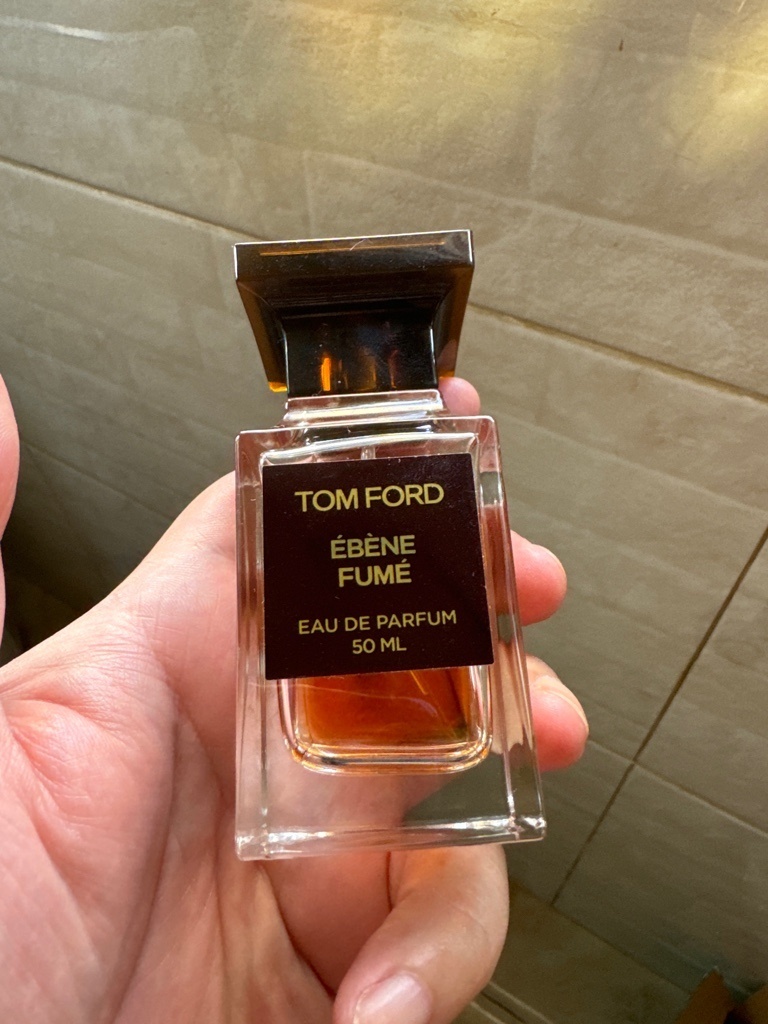 TOM FORD
ÉBÈNE
FUMÉ
EAU DE PARFUM
50 ML